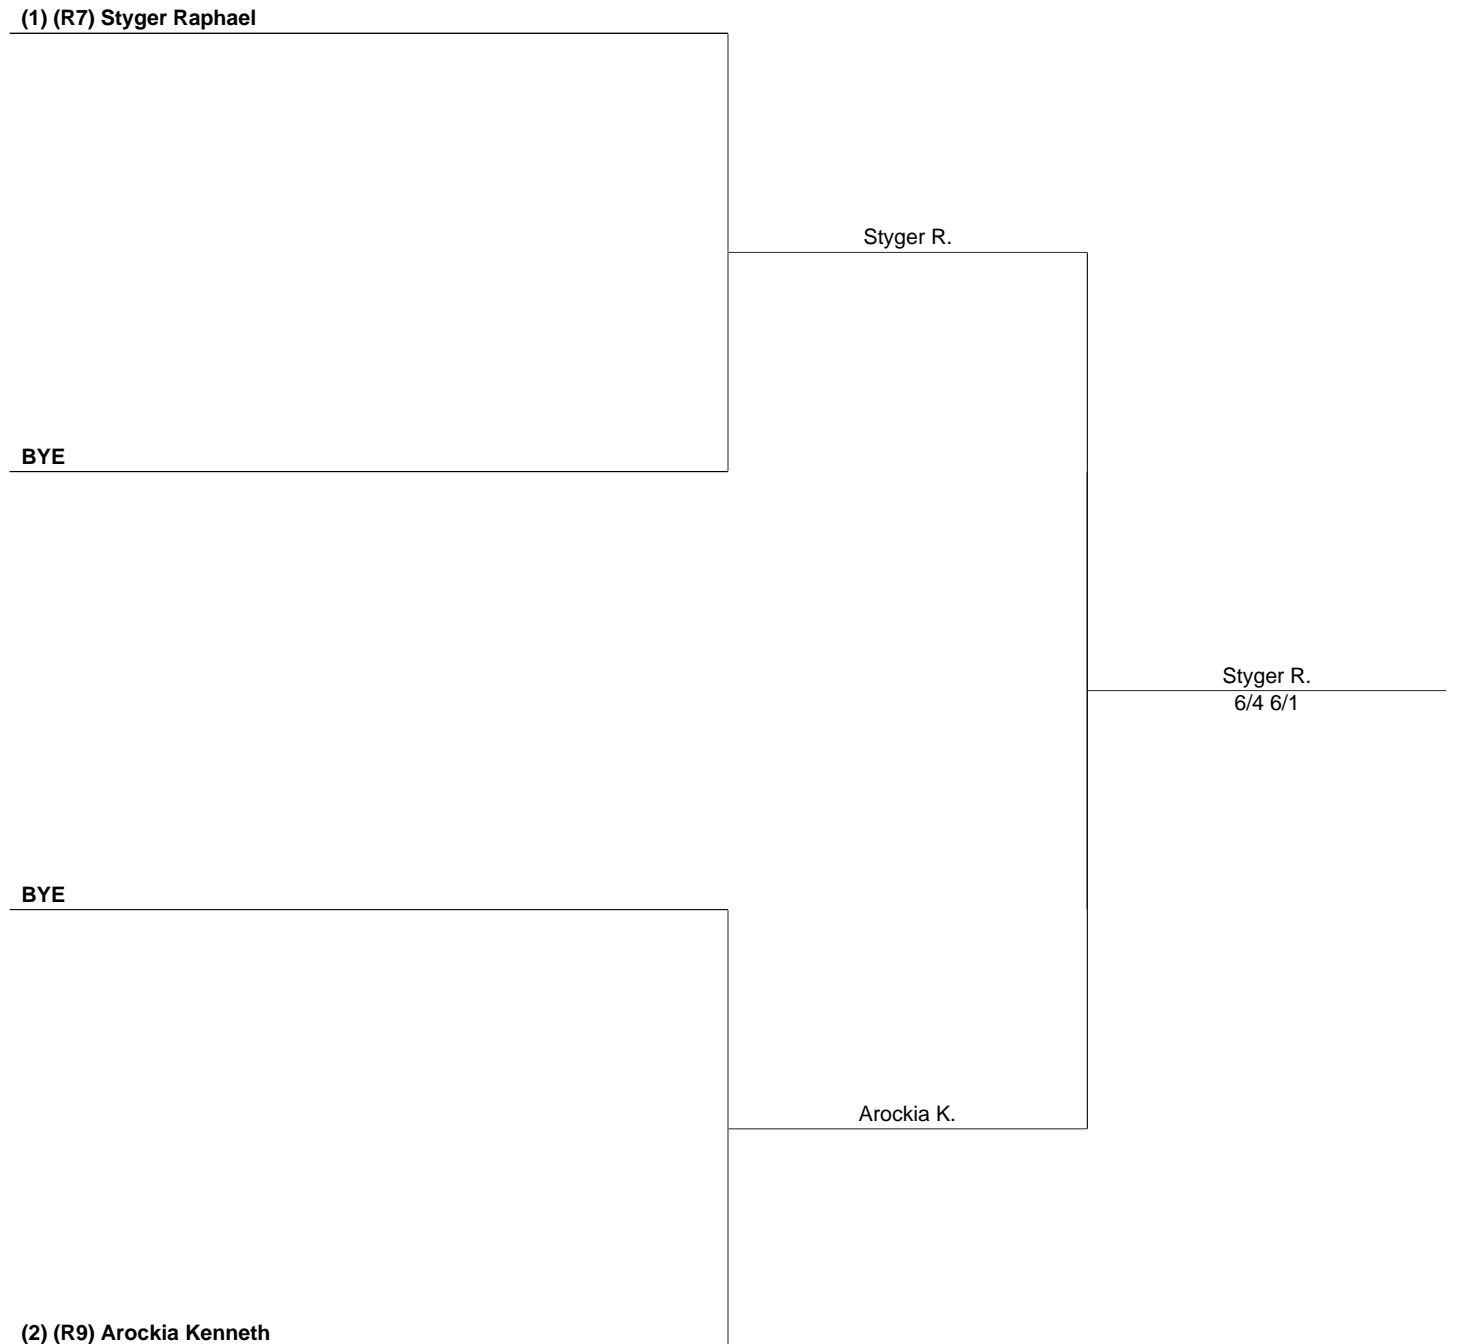 (1) (R7) Styger Raphael
Styger R.
BYE
Styger R.
6/4 6/1
BYE
Arockia K.
(2) (R9) Arockia Kenneth